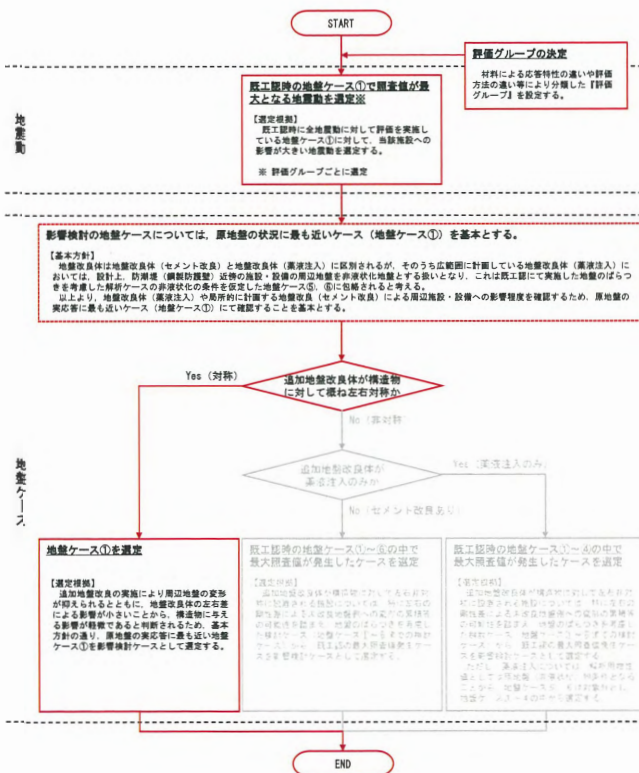 START
評価グループの決定
材料による応答特性の違いや評価
方法の違い等により分類した『評価
グループ』を設定する。
既工認時の地盤ケース①で照査値が最
大となる地震動を選定※
【選定根拠】
既工認時に全地震動に対して評価を実施し
ている地盤ケース①に対して，当該施設への
影響が大きい地震動を選定する。
※ 評価グループごとに選定
地震動
影響検討の地盤ケースについては，原地盤の状況に最も近いケース（地盤ケース①）を基本とする。
【基本方針】
地盤改良体は地盤改良体（セメント改良）と地盤改良体（薬液注入）に区別されるが，そのうち広範囲に計画している地盤改良体（薬液注入）に
おいては，設計上，防潮堤（鋼製防護壁）近傍の施設・設備の周辺地盤を非液状化地盤とする扱いとなり，これは既工認にて実施した地盤のばらつ
きを考慮した解析ケースの非液状化の条件を仮定した地盤ケース⑤，⑥に包絡されると考える。
以上より，地盤改良体（薬液注入）や局所的に計画する地盤改良（セメント改良）による周辺施設・設備への影響程度を確認するため，原地盤の
実応答に最も近いケース（地盤ケース①）にて確認することを基本とする。
Yes（対称）
追加地盤改良体が構造物
に対して概ね左右対称か
No（非対称）
追加地盤改良体が
薬液注入のみか
Yes（薬液注入のみ）
No（セメント改良あり）
地盤ケース
地盤ケース①を選定
【選定根拠】
追加地盤改良の実施により周辺地盤の変形
が抑えられるとともに，地盤改良体の左右差
による影響が小さいことから，構造物に与え
る影響が軽微であると判断されるため，基本
方針の通り，原地盤の実応答に最も近い地盤
ケース①を影響検討ケースとして選定する。
既工認時の地盤ケース①～⑥の中で
最大照査値が発生したケースを選定
【選定根拠】
既工認時の地盤ケース①～④の中で
最大照査値が発生したケースを選定
【選定根拠】
END